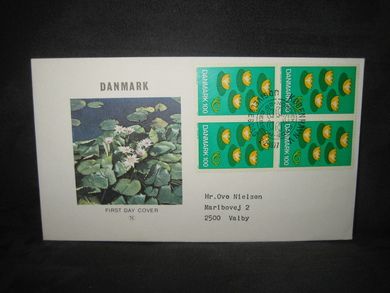 DANMARK
FIRST DAY COVER
DANMARK 100
DANMARK 100
DANMARK 100
DANMARK 100
Mr.Ove Nielsen
Maribovej 2
2500 Valby